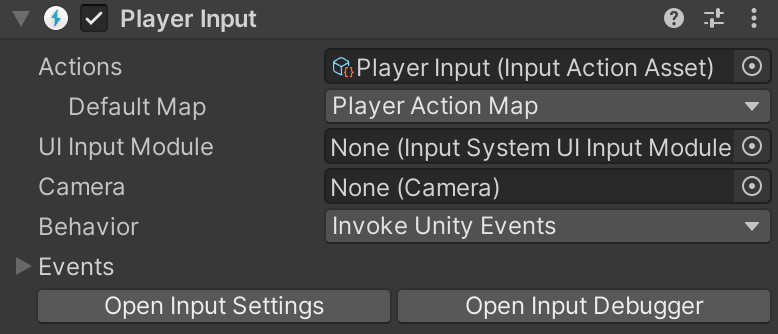 Player Input
Actions Player Input (Input Action Asset)
Default Map Player Action Map
UI Input Module None (Input System UI Input Module
Camera None (Camera)
Behavior Invoke Unity Events
Events
Open Input Settings Open Input Debugger